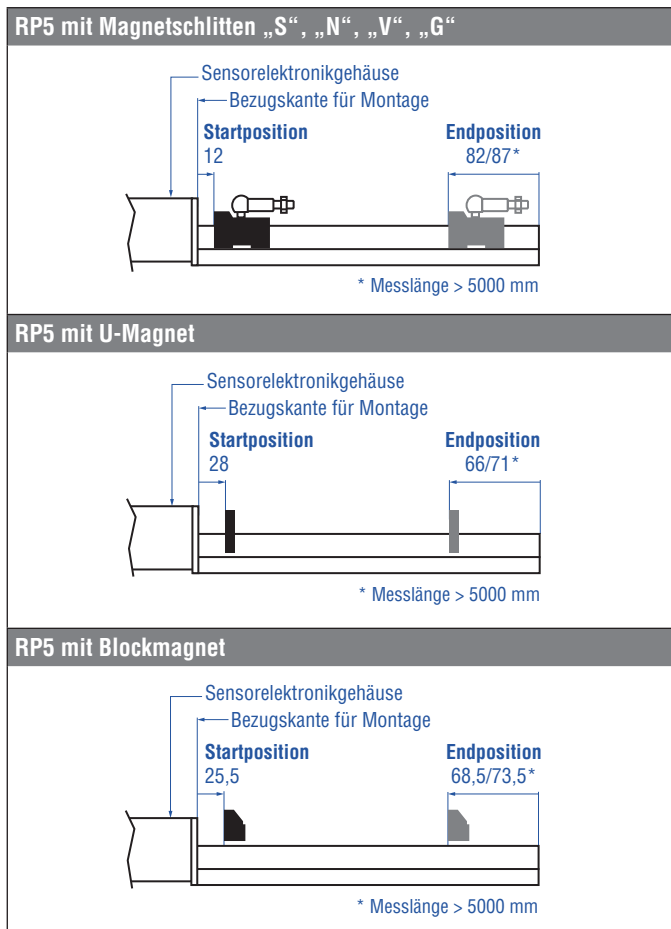 RP5 mit Magnetschlitten „S“, „N“, „V“, „G“
Sensorelektronikgehäuse
Bezugskante für Montage
Startposition
12
Endposition
82/87*
* Messlänge > 5000 mm
RP5 mit U-Magnet
Sensorelektronikgehäuse
Bezugskante für Montage
Startposition
28
Endposition
66/71*
* Messlänge > 5000 mm
RP5 mit Blockmagnet
Sensorelektronikgehäuse
Bezugskante für Montage
Startposition
25,5
Endposition
68,5/73,5*
* Messlänge > 5000 mm